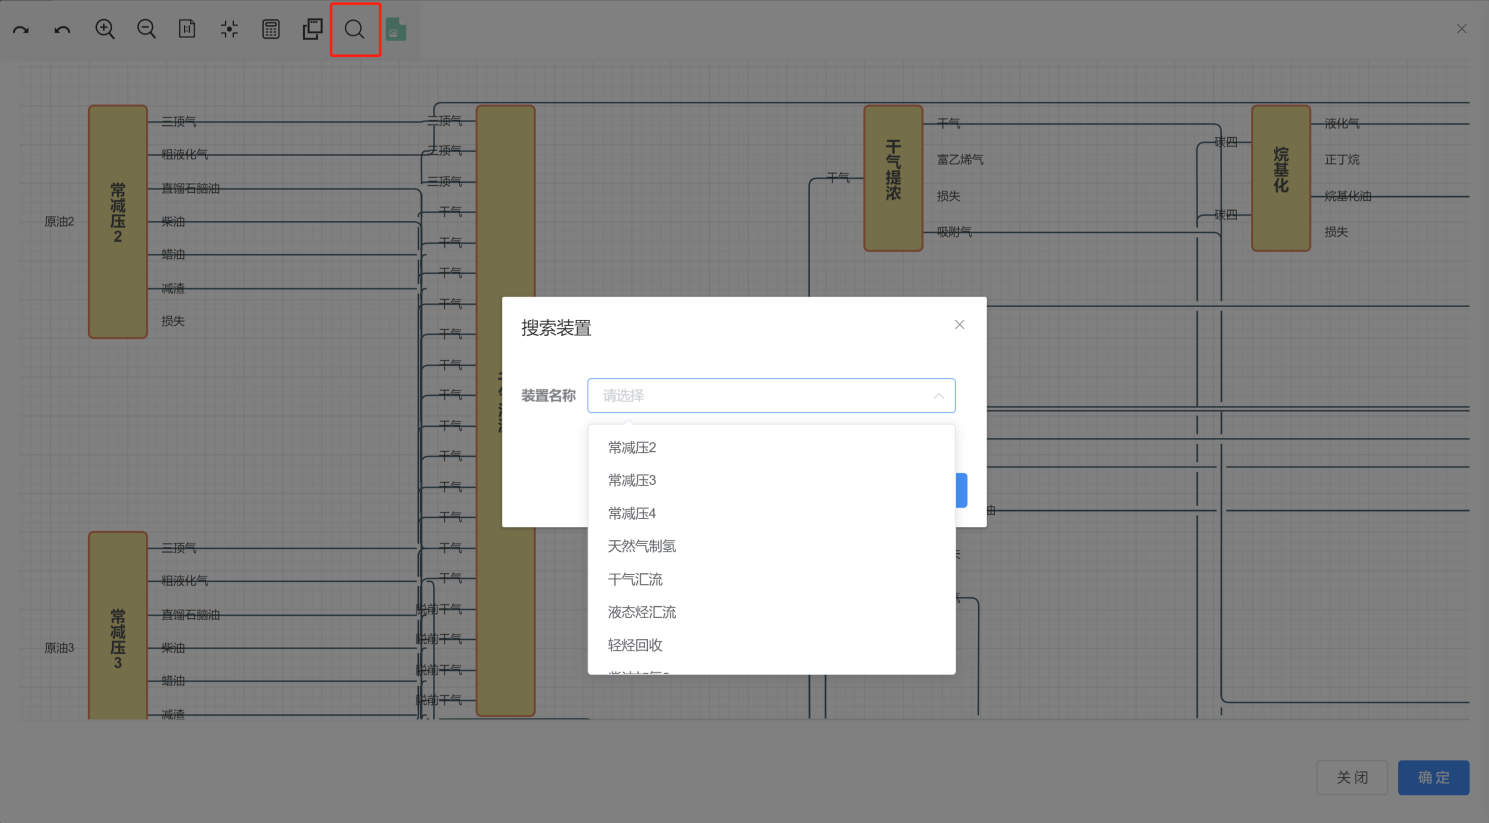 三顶气
粗液化气
直馏石脑油
柴油
蜡油
减渣
损失
原油2
常减压2
三顶气
三顶气
三顶气
干气
干气
干气
干气
干气
干气
干气
干气
干气
干气
干气
干气
干气
脱前干气
脱前干气
脱前干气
脱前干气
干气
干气提浓
干气
富乙烯气
损失
吸附气
碳四
碳四
烷基化
液化气
正丁烷
烷基化油
损失
搜索装置
装置名称
请选择
常减压2
常减压3
常减压4
天然气制氢
干气汇流
液态烃汇流
轻烃回收
油
三顶气
粗液化气
直馏石脑油
柴油
蜡油
减渣
原油3
常减压3
关闭
确定